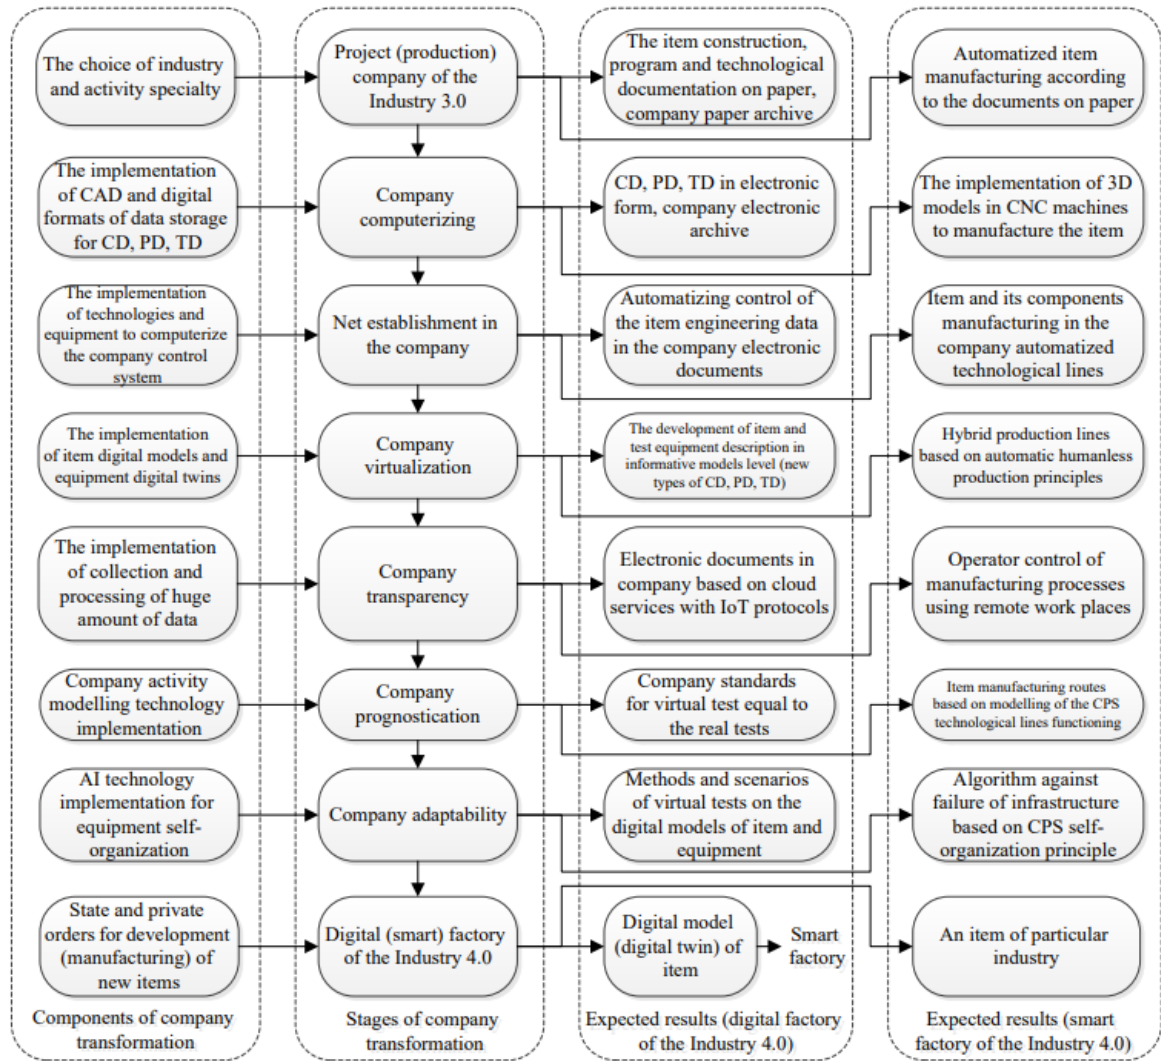 The choice of industry
and activity specialty
Project (production)
company of the
Industry 3.0
The item construction,
program and technological
documentation on paper,
company paper archive
Automatized item
manufacturing according
to the documents on paper
The implementation
of CAD and digital
formats of data storage
for CD, PD, TD
Company
computerizing
CD, PD, TD in electronic
form, company electronic
archive
The implementation of 3D
models in CNC machines
to manufacture the item
The implementation
of technologies and
equipment to computerize
the company control
system
Net establishment in
the company
Automatizing control of
the item engineering data
in the company electronic
documents
Item and its components
manufacturing in the
company automatized
technological lines
The implementation
of item digital models and
equipment digital twins
Company
virtualization
The development of item and
test equipment description in
informative models level (new
types of CD, PD, TD)
Hybrid production lines
based on automatic humanless
production principles
The implementation
of collection and
processing of huge
amount of data
Company
transparency
Electronic documents in
company based on cloud
services with IoT protocols
Operator control of
manufacturing processes
using remote work places
Company activity
modelling technology
implementation
Company
prognostication
Company standards
for virtual test equal to
the real tests
Item manufacturing routes
based on modelling of the CPS
technological lines functioning
AI technology
implementation for
equipment self-
organization
Company adaptability
Methods and scenarios
of virtual tests on the
digital models of item and
equipment
Algorithm against
failure of infrastructure
based on CPS self-
organization principle
State and private
orders for development
(manufacturing) of
new items
Digital (smart) factory
of the Industry 4.0
Digital model
(digital twin) of
item
Smart
factory
An item of particular
industry
Components of company
transformation
Stages of company
transformation
Expected results (digital factory
of the Industry 4.0)
Expected results (smart
factory of the Industry 4.0)